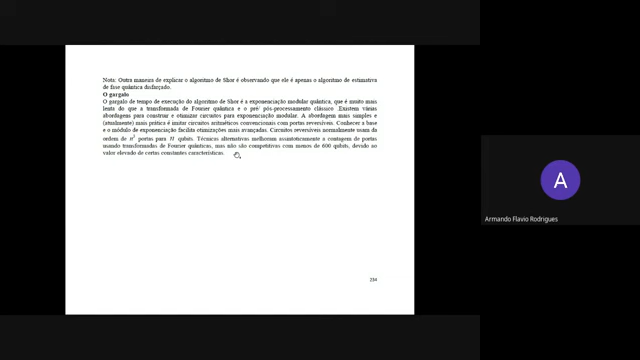 Nota: Outra maneira de explicar o algoritmo de Shor é observando que ele é apenas o algoritmo de estimativa
de fase quântica disfarçado.
O gargalo
O gargalo de tempo de execução do algoritmo de Shor é a exponenciação modular quântica, que é muito mais
lenta do que a transformada de Fourier quântica e o pré/ pós-processamento clássico .Existem várias
abordagens para construir e otimizar circuitos para exponenciação modular. A abordagem mais simples e
(atualmente) mais prática é imitar circuitos aritméticos convencionais com portas reversíveis. Conhecer a base
e o módulo de exponenciação facilita otimizações mais avançadas. Circuitos reversíveis normalmente usam da
ordem de n³ portas para n qubits. Técnicas alternativas melhoram assintoticamente a contagem de portas
usando transformadas de Fourier quânticas, mas não são competitivas com menos de 600 qubits, devido ao
valor elevado de certas constantes características.
234
A
Armando Flavio Rodrigues